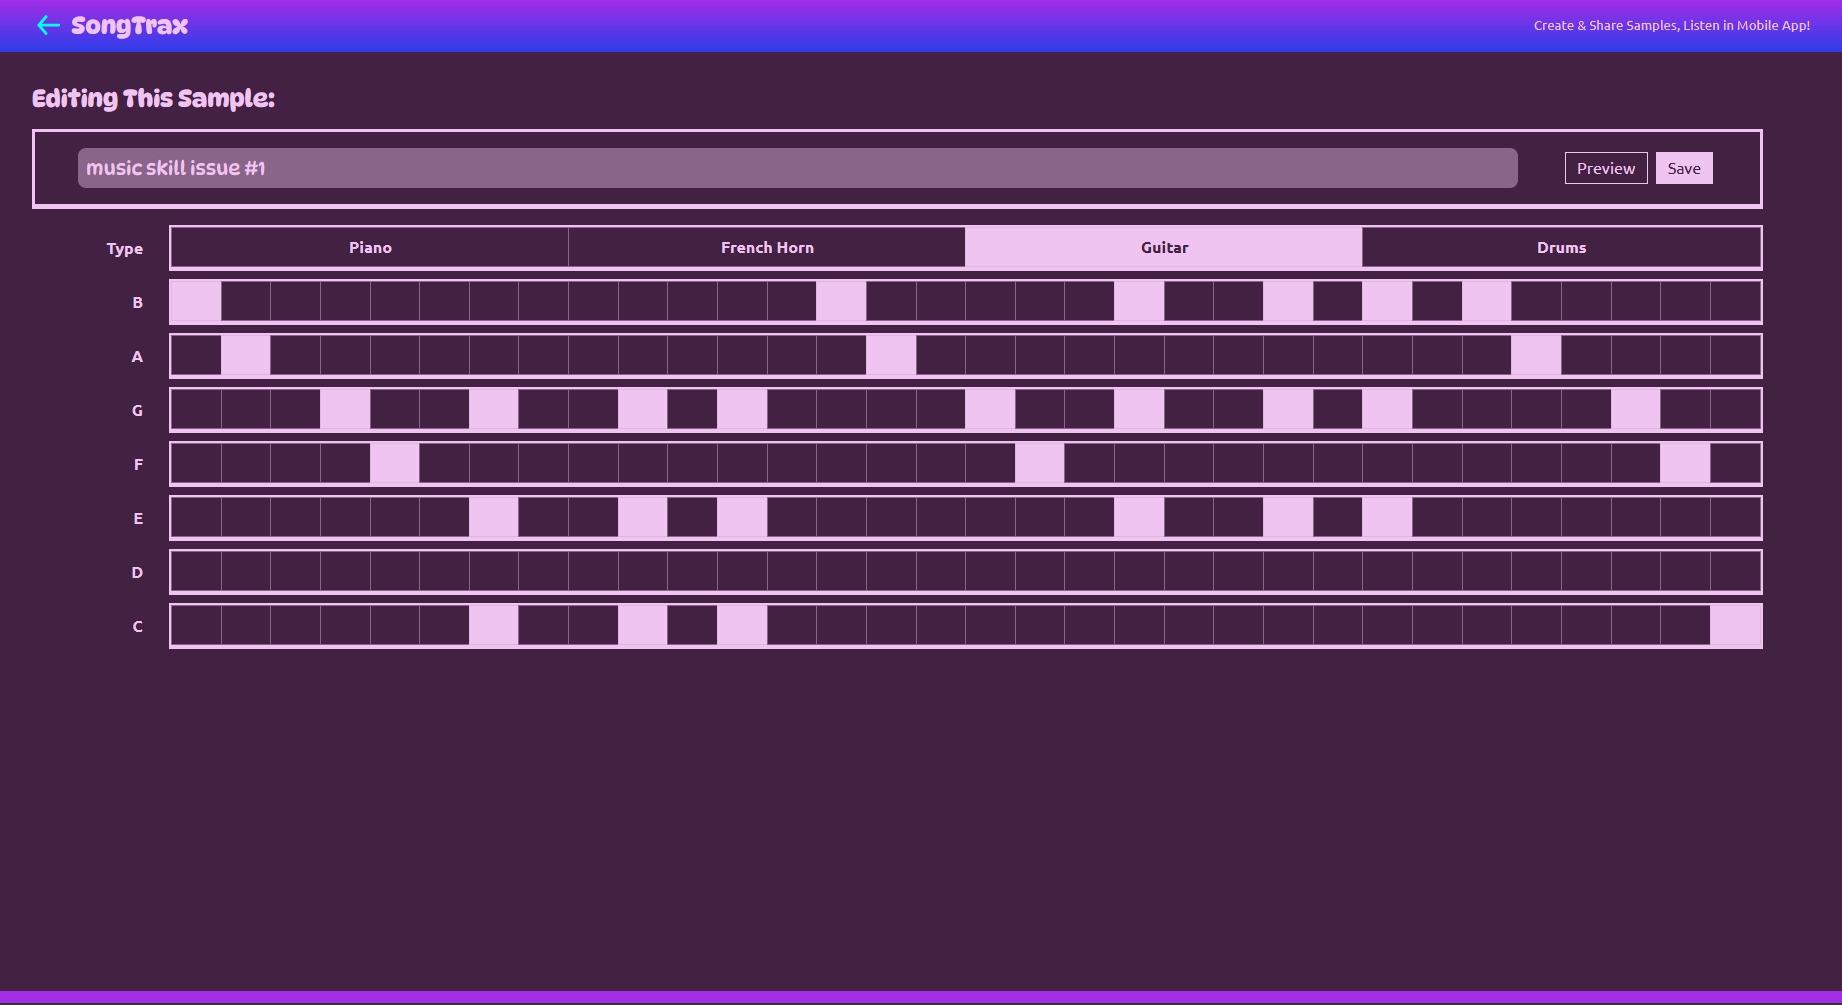 SongTrax
Create & Share Samples, Listen in Mobile App!
Editing This Sample:
music skill issue #1
Preview
Save
Type
Piano
French Horn
Guitar
Drums
B
A
G
F
E
D
C